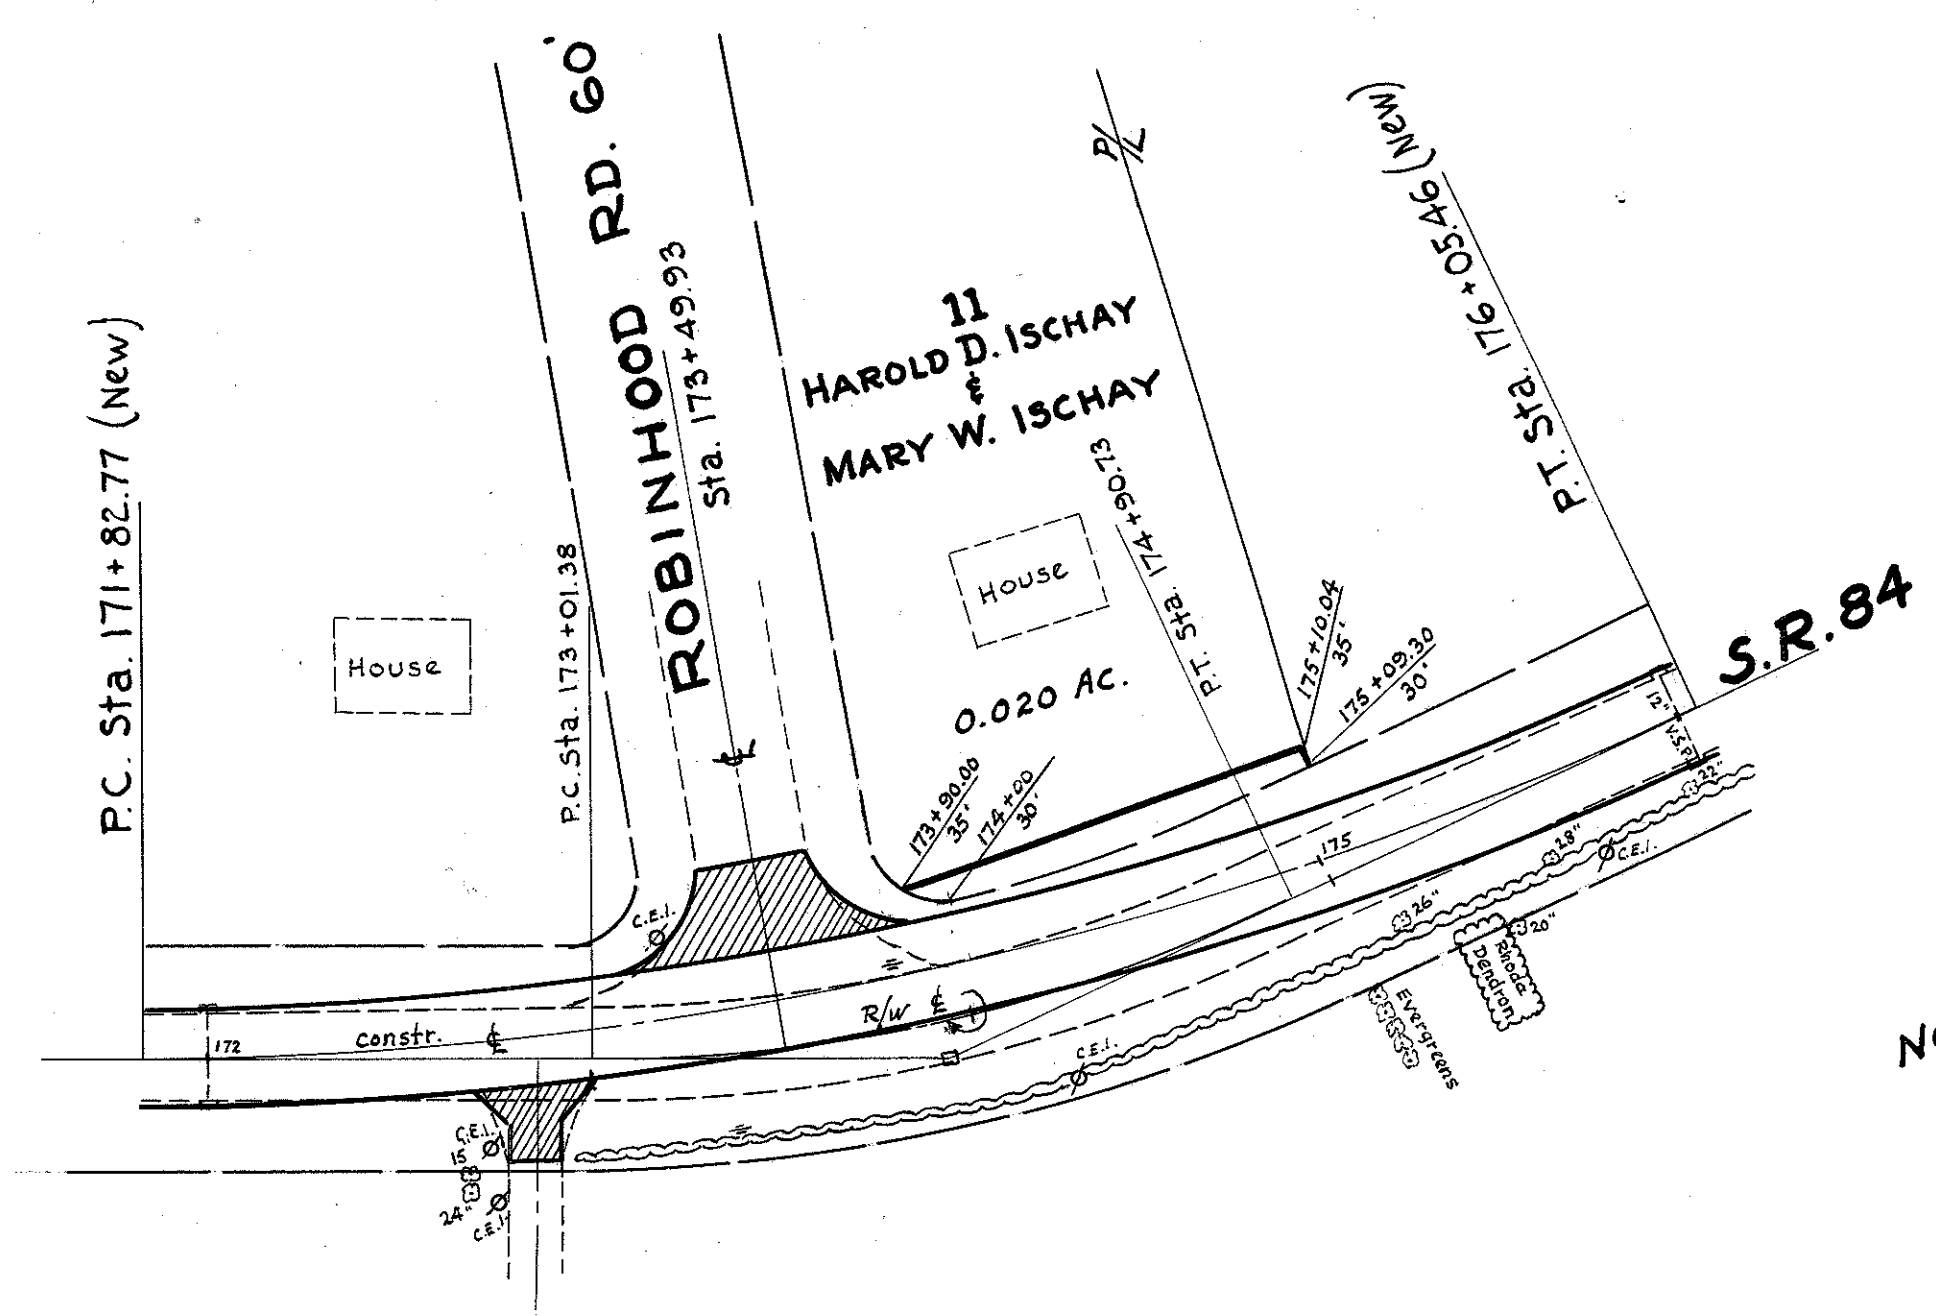 P.C. Sta. 171+82.77 (New)
House
P.C. Sta. 173+01.38
ROBINHOOD RD. 60'
Sta. 173+49.93
℄
11
HAROLD D. ISCHAY
&
MARY W. ISCHAY
House
0.020 AC.
P/L
P.T. Sta. 174+90.73
P.T. Sta. 176+05.46 (New)
173+90.00
35'
174+00
30'
175+10.04
35'
175+09.30
30'
S.R.84
12"
V.S.P.
22"
175
28"
C.E.I.
26"
20"
Rhoda
Dendron
Evergreens
C.E.I.
C.E.I.
R/W ℄
constr. ℄
172
C.E.I.
15
24"
C.E.I.